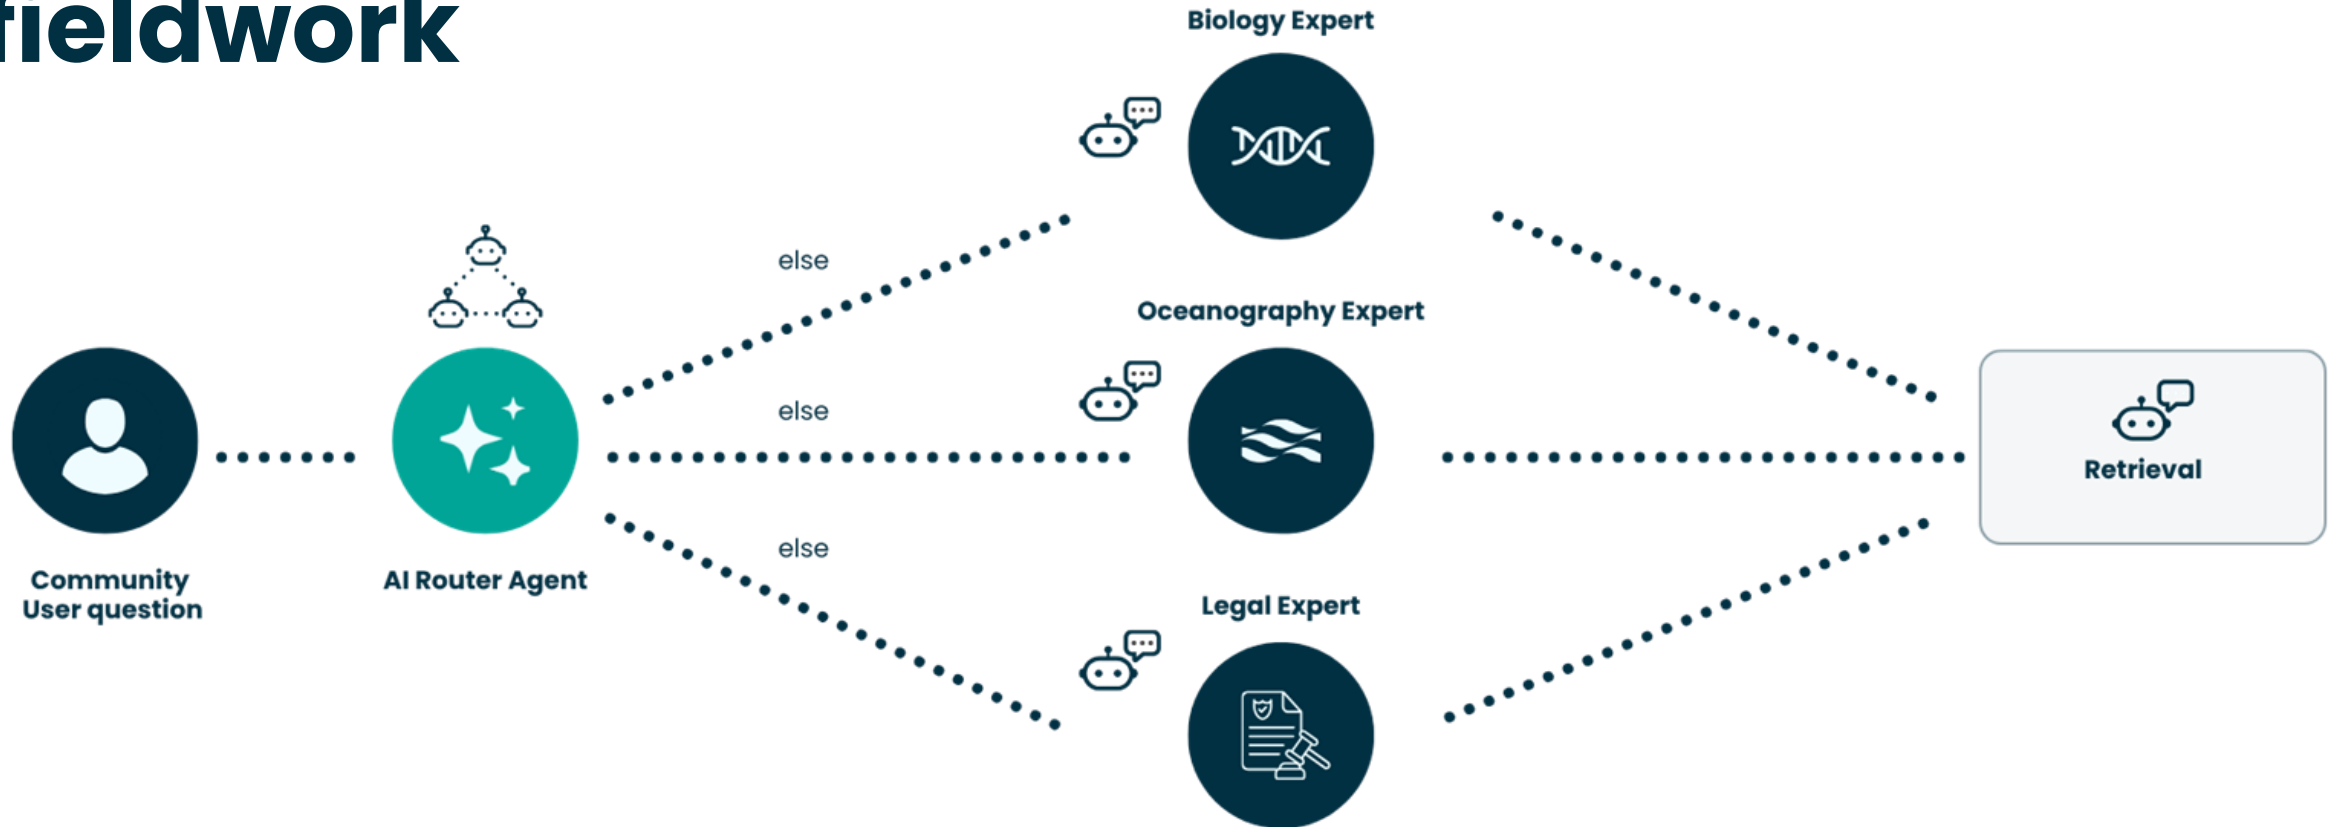 fieldwork
Biology Expert
else
Oceanography Expert
else
else
Legal Expert
Community
User question
AI Router Agent
Retrieval